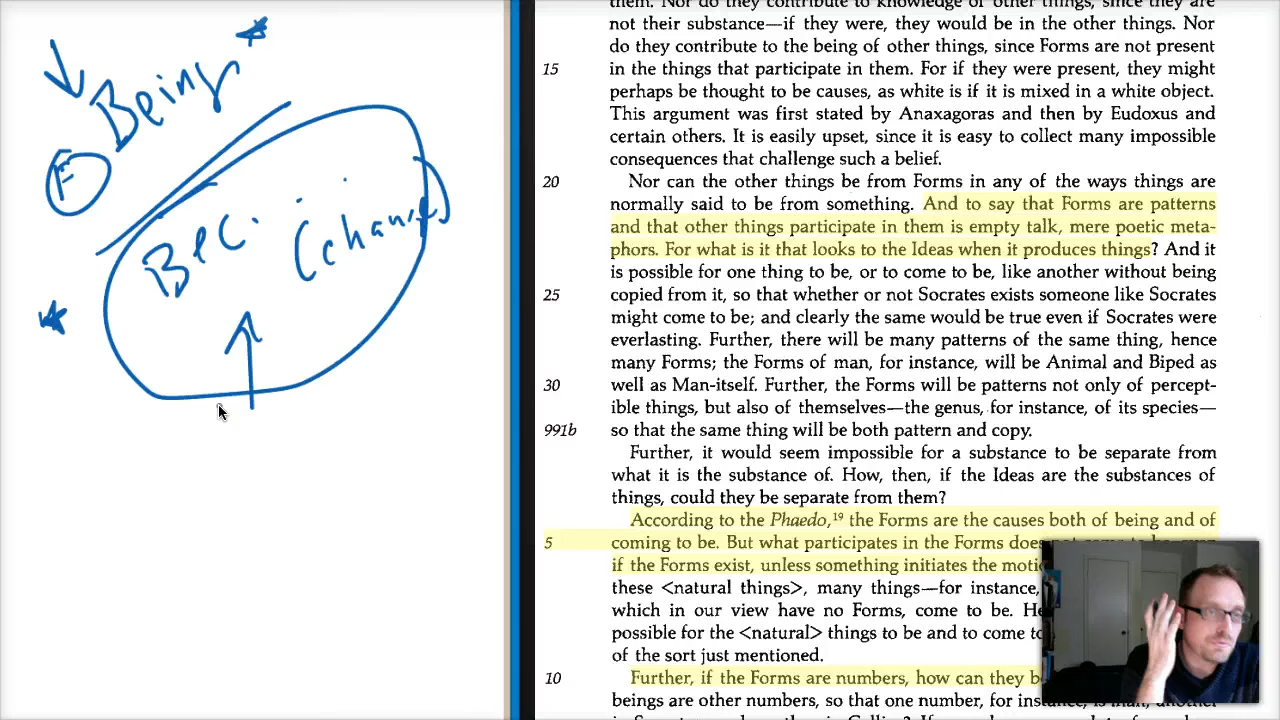 Being
F
Bec.
(change)
them. Nor do they contribute to knowledge of other things, since they are
not their substance—if they were, they would be in the other things. Nor
do they contribute to the being of other things, since Forms are not present
15 in the things that participate in them. For if they were present, they might
perhaps be thought to be causes, as white is if it is mixed in a white object.
This argument was first stated by Anaxagoras and then by Eudoxus and
certain others. It is easily upset, since it is easy to collect many impossible
consequences that challenge such a belief.
20 Nor can the other things be from Forms in any of the ways things are
normally said to be from something. And to say that Forms are patterns
and that other things participate in them is empty talk, mere poetic meta-
phors. For what is it that looks to the Ideas when it produces things? And it
is possible for one thing to be, or to come to be, like another without being
25 copied from it, so that whether or not Socrates exists someone like Socrates
might come to be; and clearly the same would be true even if Socrates were
everlasting. Further, there will be many patterns of the same thing, hence
many Forms; the Forms of man, for instance, will be Animal and Biped as
30 well as Man-itself. Further, the Forms will be patterns not only of percept-
ible things, but also of themselves—the genus, for instance, of its species—
991b so that the same thing will be both pattern and copy.
Further, it would seem impossible for a substance to be separate from
what it is the substance of. How, then, if the Ideas are the substances of
things, could they be separate from them?
According to the Phaedo,19 the Forms are the causes both of being and of
5 coming to be. But what participates in the Forms does
if the Forms exist, unless something initiates the
these <natural things>, many things—for instance,
which in our view have no Forms, come to be.
possible for the <natural> things to be and to come
of the sort just mentioned.
10 Further, if the Forms are numbers, how can they
beings are other numbers, so that one number, for